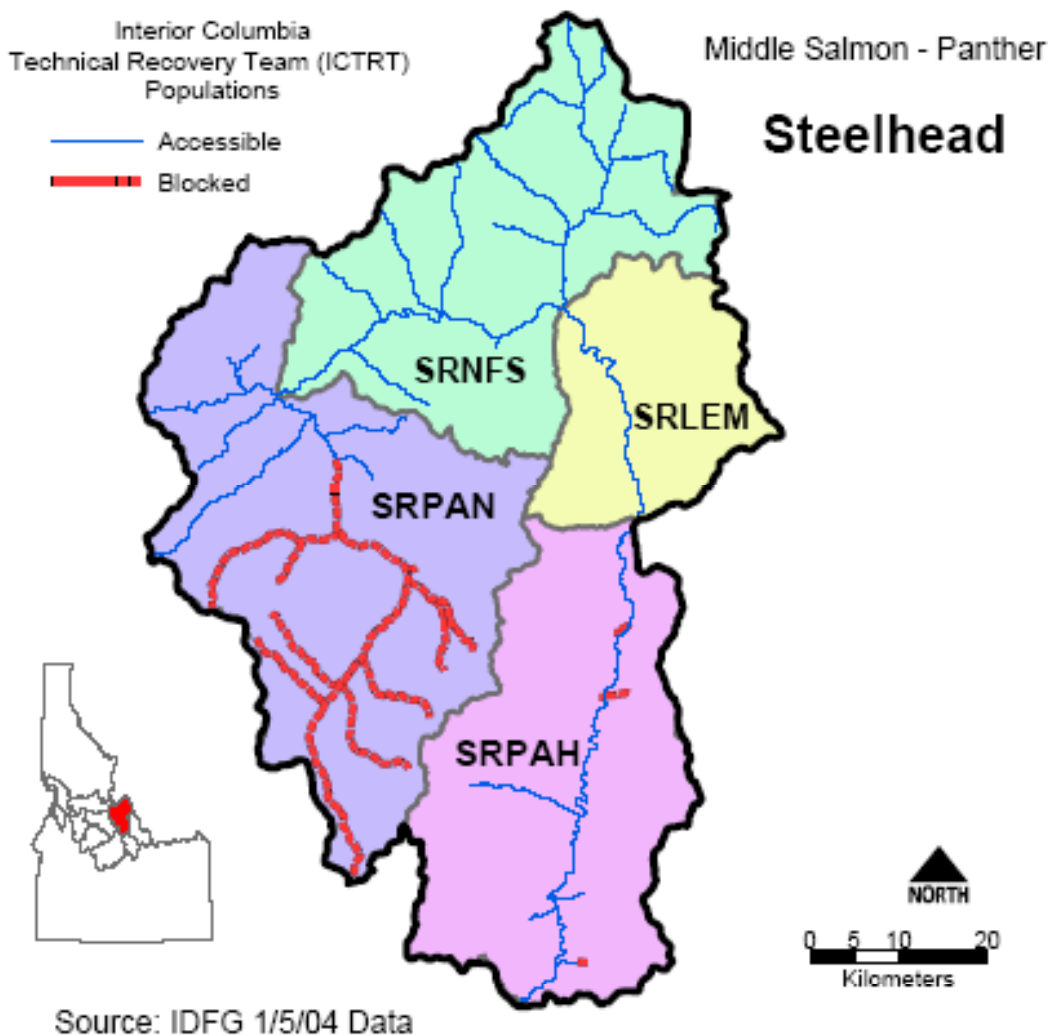 Interior Columbia
Technical Recovery Team (ICTRT)
Populations
Accessible
Blocked
Middle Salmon - Panther
Steelhead
SRNFS
SRLEM
SRPAN
SRPAH
NORTH
0 5 10 20
Kilometers
Source: IDFG 1/5/04 Data